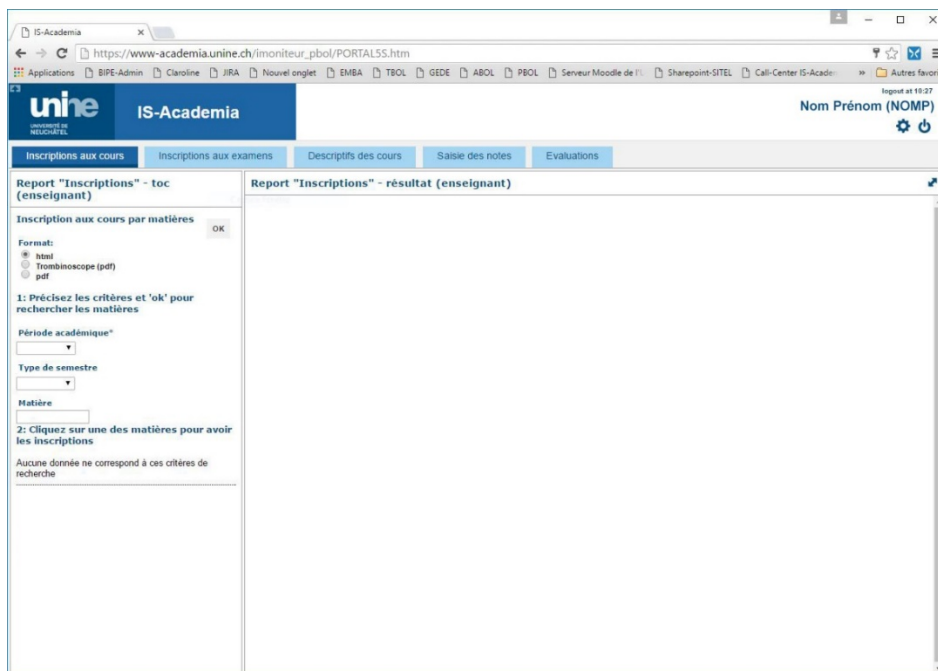 IS-Academia
https://www-academia.unine.ch/imoniteur_pbol/PORTAL5S.htm
Applications BIPE-Admin Claroline JIRA Nouvel onglet EMBA TBOL GEDE ABOL PBOL Serveur Moodle de l' Sharepoint-SITEL Call-Center IS-Acade » Autres favori
unine
UNIVERSITÉ DE
NEUCHÂTEL
IS-Academia
logout at 10:27
Nom Prénom (NOMP)
Inscriptions aux cours Inscriptions aux examens Descriptifs des cours Saisie des notes Evaluations
Report "Inscriptions" - toc
(enseignant)
Inscription aux cours par matières
OK
Format:
html
Trombinoscope (pdf)
pdf
1: Précisez les critères et 'ok' pour
rechercher les matières
Période académique*
Type de semestre
Matière
2: Cliquez sur une des matières pour avoir
les inscriptions
Aucune donnée ne correspond à ces critères de
recherche
Report "Inscriptions" - résultat (enseignant)